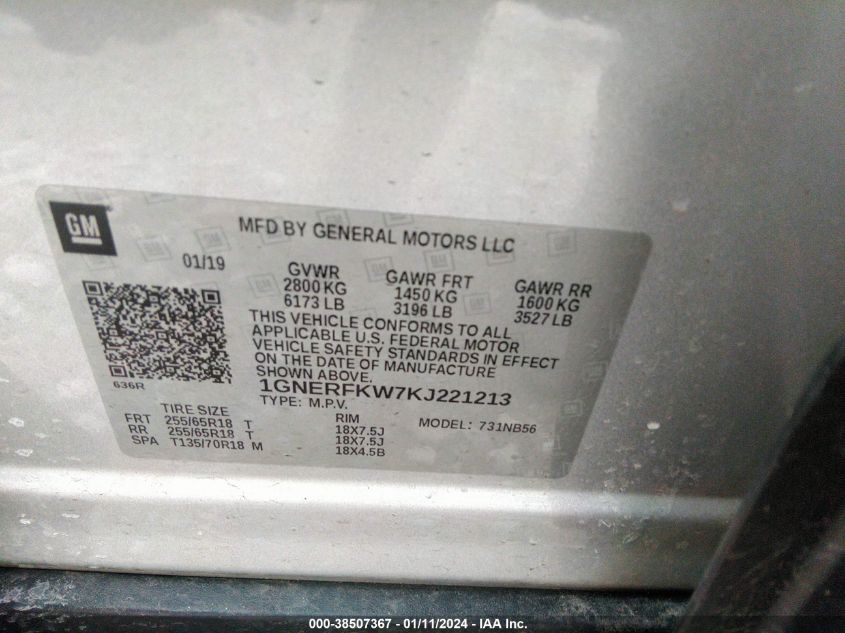 GM
MFD BY GENERAL MOTORS LLC
01/19
GVWR
2800 KG
6173 LB
GAWR FRT
1450 KG
3196 LB
GAWR RR
1600 KG
3527 LB
THIS VEHICLE CONFORMS TO ALL
APPLICABLE U.S. FEDERAL MOTOR
VEHICLE SAFETY STANDARDS IN EFFECT
ON THE DATE OF MANUFACTURE
SHOWN ABOVE.
636R
1GNERFKW7KJ221213
TYPE: M.P.V.
MODEL: 731NB56
TIRE SIZE RIM
FRT 255/65R18 T 18X7.5J
RR 255/65R18 T 18X7.5J
SPA T135/70R18 M 18X4.5B
000-38507367 - 01/11/2024 - IAA Inc.